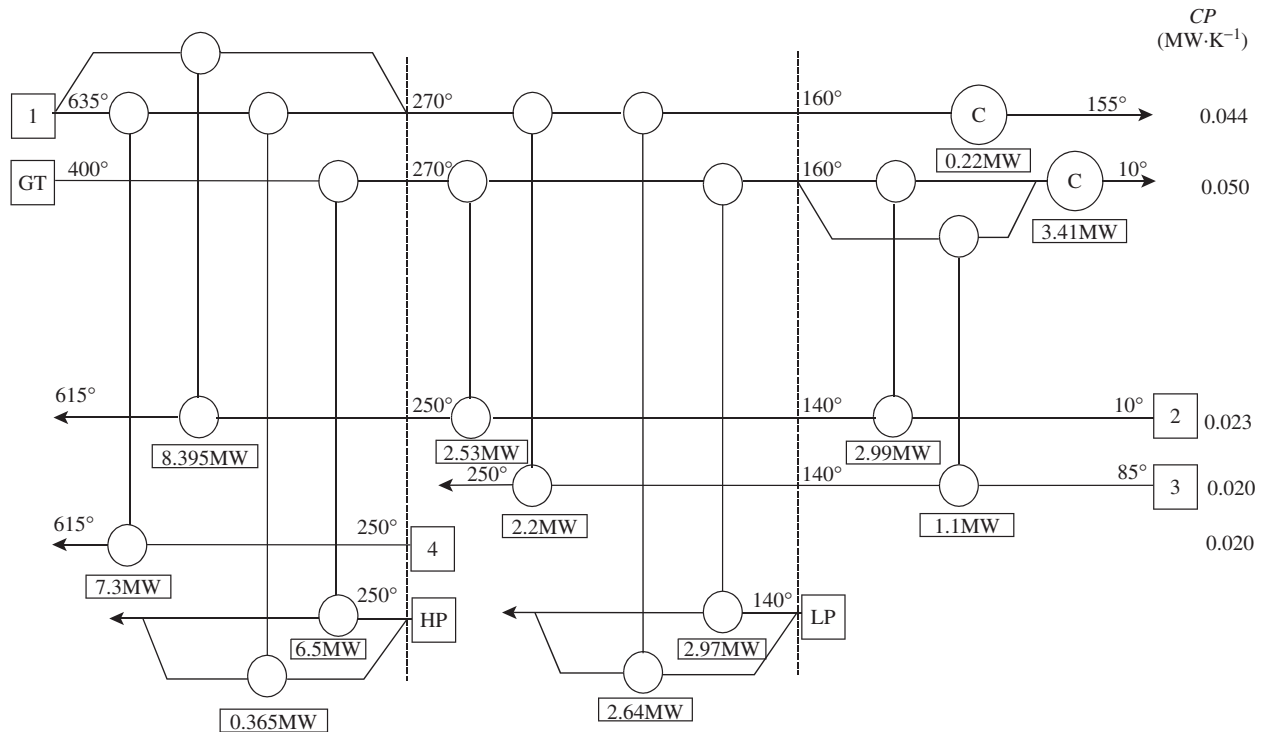 CP
(MW·K⁻¹)
1 635° 270° 160° C 155° 0.044
0.22MW
GT 400° 270° 160° C 10° 0.050
3.41MW
615° 250° 140° 10° 2 0.023
8.395MW 2.53MW 2.99MW
250° 140° 85° 3 0.020
2.2MW 1.1MW
615° 250° 4 0.020
7.3MW
250° HP 140° LP
6.5MW 2.97MW
0.365MW 2.64MW